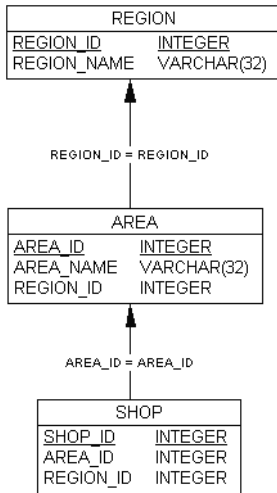 REGION
REGION_ID INTEGER
REGION_NAME VARCHAR(32)
REGION_ID = REGION_ID
AREA
AREA_ID INTEGER
AREA_NAME VARCHAR(32)
REGION_ID INTEGER
AREA_ID = AREA_ID
SHOP
SHOP_ID INTEGER
AREA_ID INTEGER
REGION_ID INTEGER